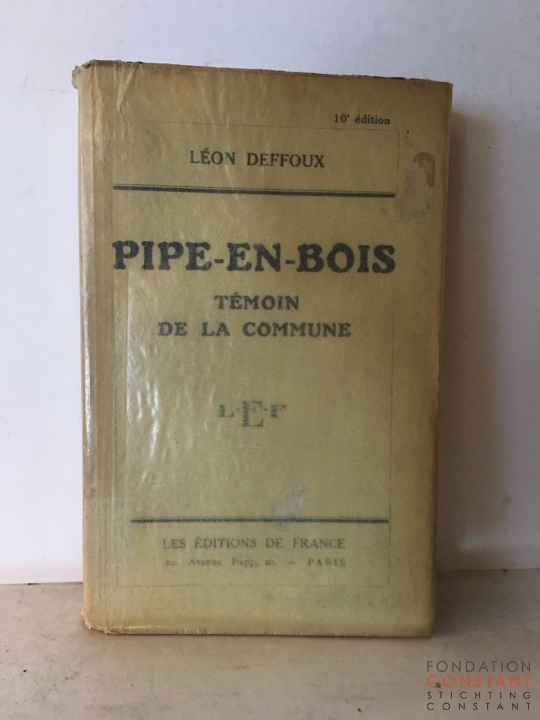 10e édition
LÉON DEFFOUX
PIPE-EN-BOIS
TÉMOIN
DE LA COMMUNE
L·E·F
LES ÉDITIONS DE FRANCE
20, Avenue Rapp, 20. — PARIS
FONDATION
CONSTANT
STICHTING
CONSTANT